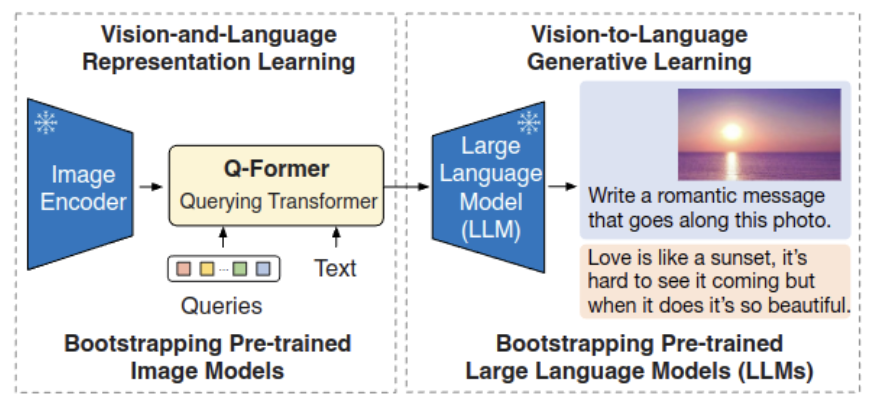 Vision-and-Language
Representation Learning
Image
Encoder
Q-Former
Querying Transformer
Queries
Text
Bootstrapping Pre-trained
Image Models
Vision-to-Language
Generative Learning
Large
Language
Model
(LLM)
Write a romantic message
that goes along this photo.
Love is like a sunset, it's
hard to see it coming but
when it does it's so beautiful.
Bootstrapping Pre-trained
Large Language Models (LLMs)